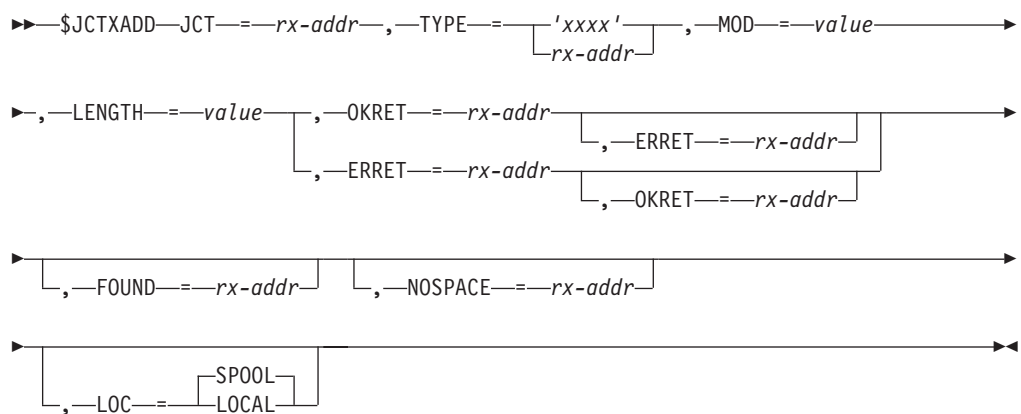 $JCTXADD JCT = rx-addr , TYPE = 'xxxx' , MOD = value
rx-addr
, LENGTH = value , OKRET = rx-addr
, ERRET = rx-addr
, ERRET = rx-addr
, OKRET = rx-addr
, FOUND = rx-addr , NOSPACE = rx-addr
SPOOL
, LOC = LOCAL